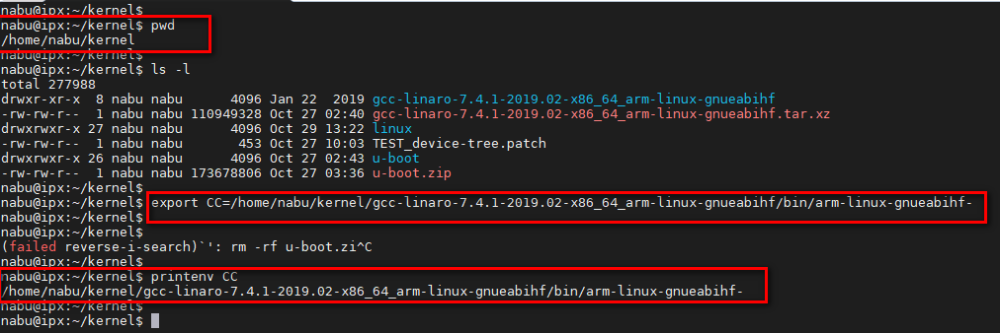 nabu@ipx:~/kernel$
nabu@ipx:~/kernel$ pwd
/home/nabu/kernel
nabu@ipx:~/kernel$
nabu@ipx:~/kernel$ ls -l
total 277988
drwxr-xr-x  8 nabu nabu      4096 Jan 22  2019 gcc-linaro-7.4.1-2019.02-x86_64_arm-linux-gnueabihf
-rw-rw-r--  1 nabu nabu 110949328 Oct 27 02:40 gcc-linaro-7.4.1-2019.02-x86_64_arm-linux-gnueabihf.tar.xz
drwxrwxr-x 27 nabu nabu      4096 Oct 29 13:22 linux
-rw-rw-r--  1 nabu nabu       453 Oct 27 10:03 TEST_device-tree.patch
drwxrwxr-x 26 nabu nabu      4096 Oct 27 02:43 u-boot
-rw-rw-r--  1 nabu nabu 173678806 Oct 27 03:36 u-boot.zip
nabu@ipx:~/kernel$
nabu@ipx:~/kernel$ export CC=/home/nabu/kernel/gcc-linaro-7.4.1-2019.02-x86_64_arm-linux-gnueabihf/bin/arm-linux-gnueabihf-
nabu@ipx:~/kernel$
nabu@ipx:~/kernel$
(failed reverse-i-search)`': rm -rf u-boot.zi^C
nabu@ipx:~/kernel$
nabu@ipx:~/kernel$ printenv CC
/home/nabu/kernel/gcc-linaro-7.4.1-2019.02-x86_64_arm-linux-gnueabihf/bin/arm-linux-gnueabihf-
nabu@ipx:~/kernel$
nabu@ipx:~/kernel$